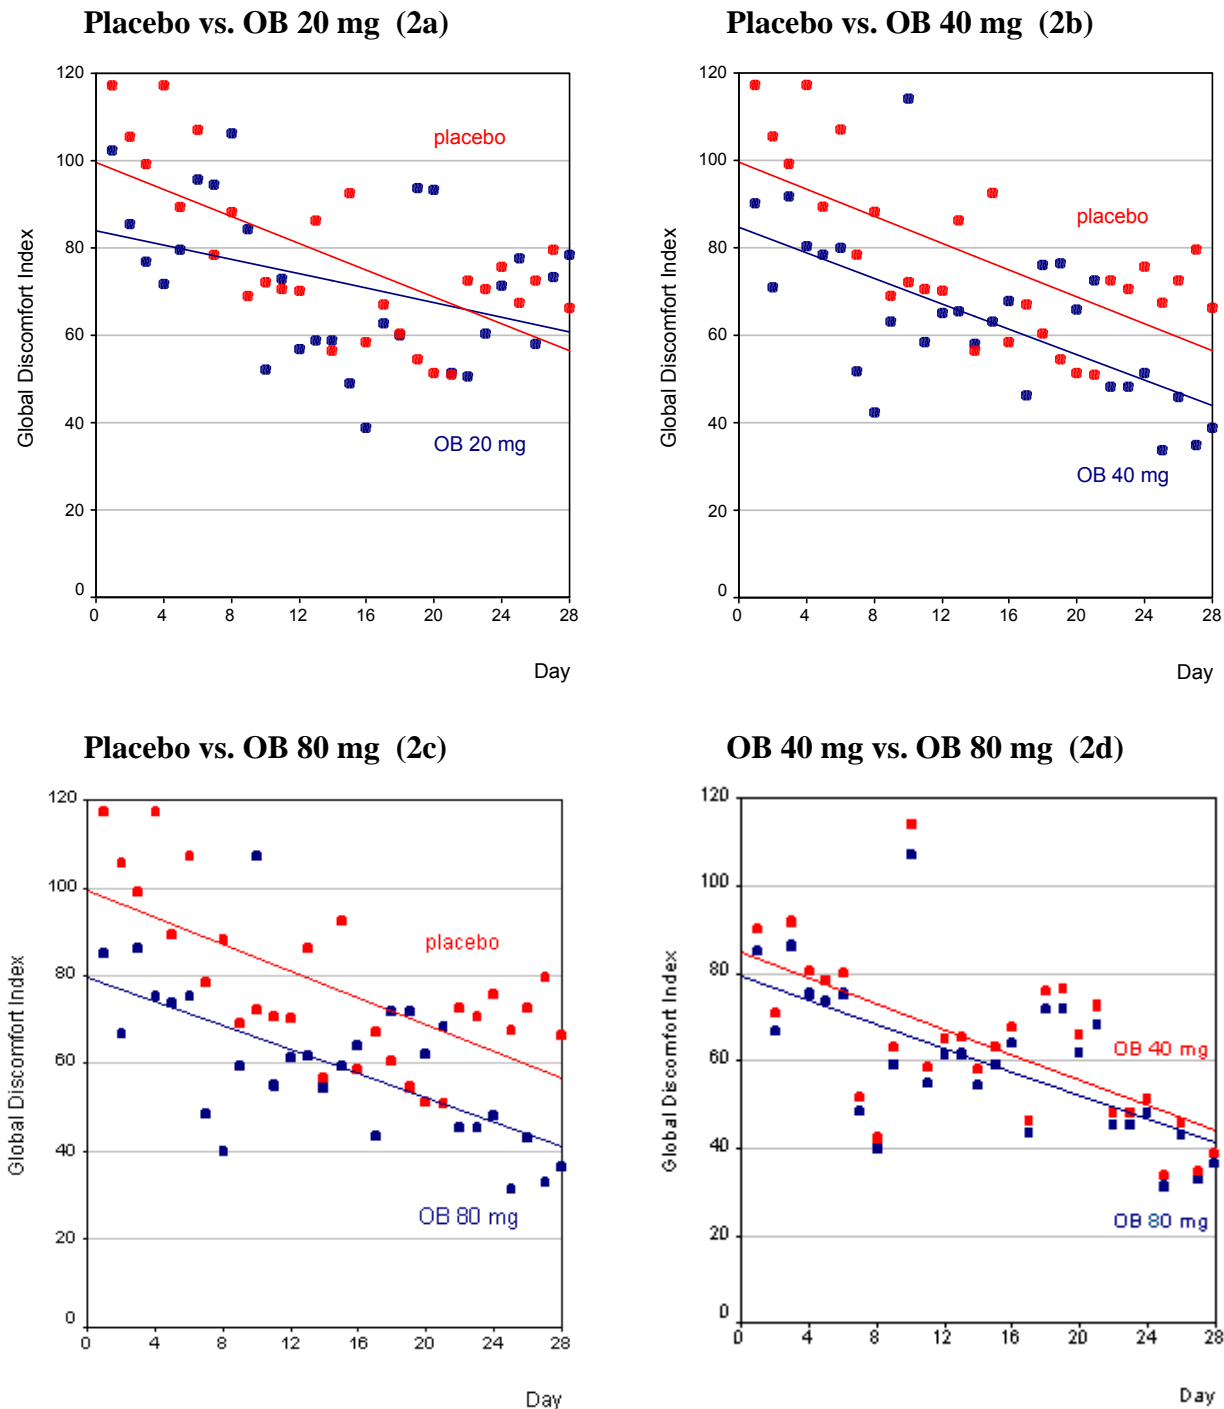 Placebo vs. OB 20 mg (2a)
120
100
80
60
40
20
0
0 4 8 12 16 20 24 28
Global Discomfort Index
placebo
OB 20 mg
Day
Placebo vs. OB 40 mg (2b)
120
100
80
60
40
20
0
0 4 8 12 16 20 24 28
Global Discomfort Index
placebo
OB 40 mg
Day
Placebo vs. OB 80 mg (2c)
120
100
80
60
40
20
0
0 4 8 12 16 20 24 28
Global Discomfort Index
placebo
OB 80 mg
Day
OB 40 mg vs. OB 80 mg (2d)
120
100
80
60
40
20
0
0 4 8 12 16 20 24 28
Global Discomfort Index
OB 40 mg
OB 80 mg
Day